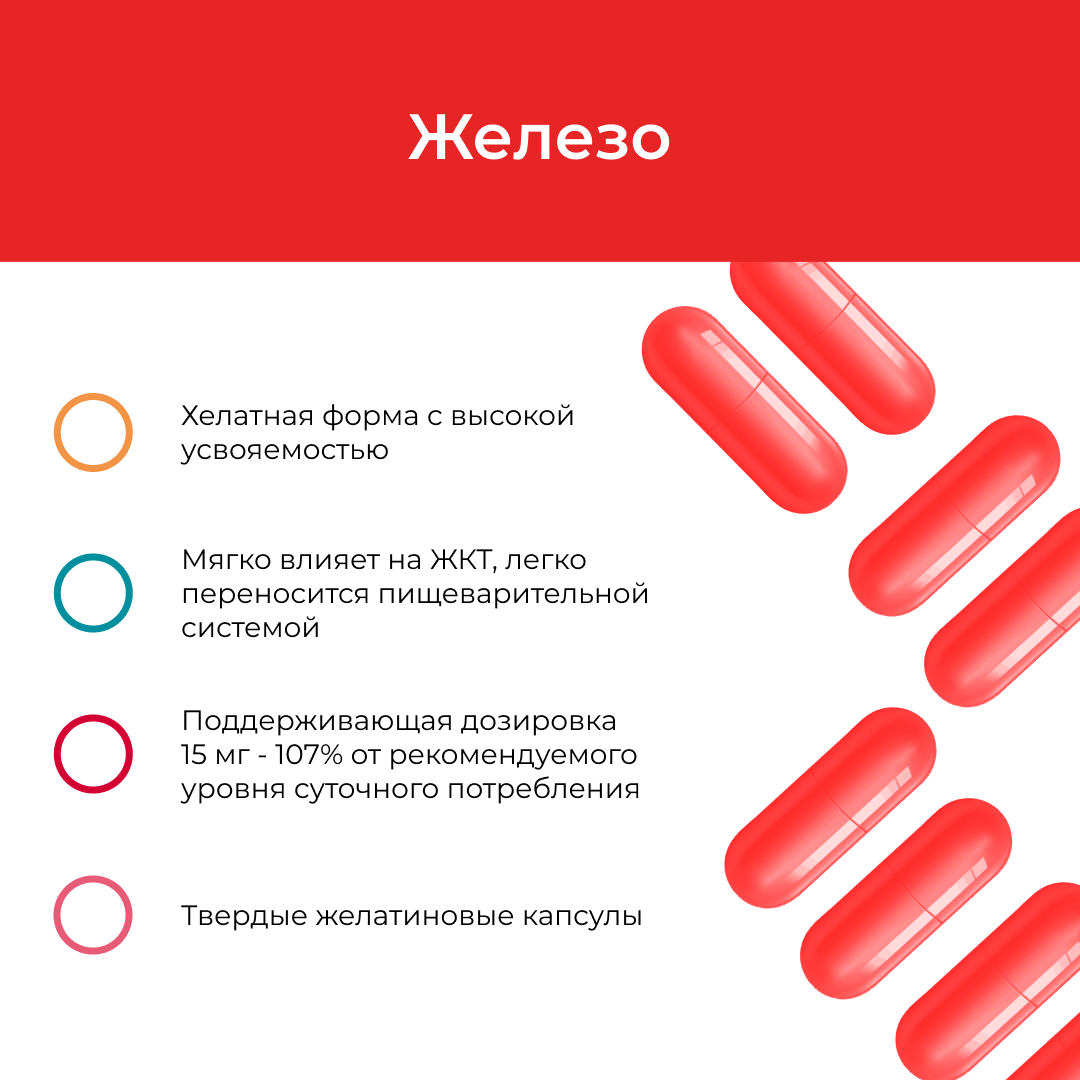 Железо
Хелатная форма с высокой
усвояемостью
Мягко влияет на ЖКТ, легко
переносится пищеварительной
системой
Поддерживающая дозировка
15 мг - 107% от рекомендуемого
уровня суточного потребления
Твердые желатиновые капсулы